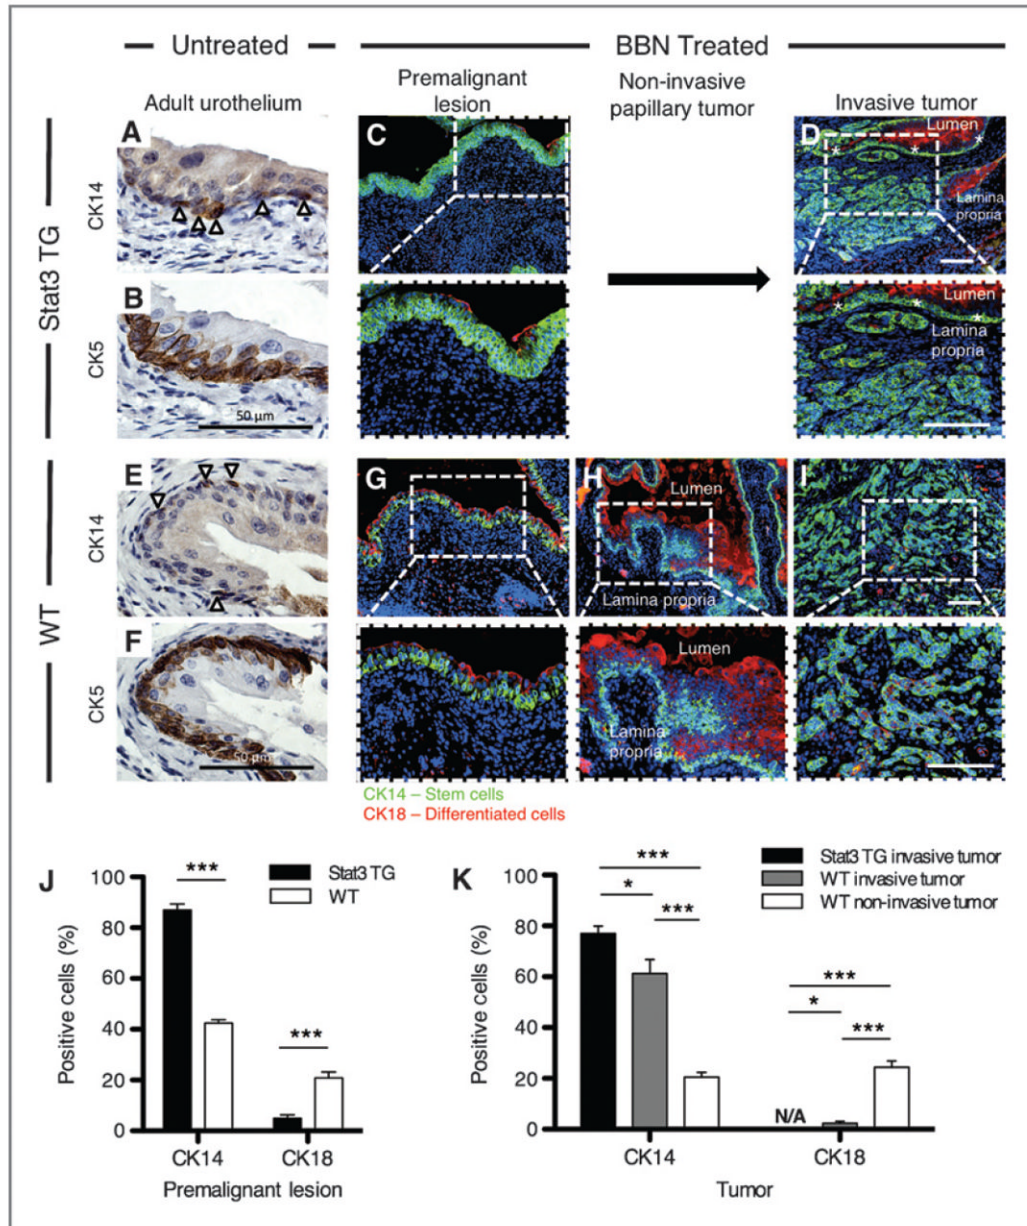 Untreated
BBN Treated
Adult urothelium
Premalignant
lesion
Non-invasive
papillary tumor
Invasive tumor
Stat3 TG
CK14
A
C
D
Lumen
*
*
*
Lamina
propria
CK5
B
50 µm
Lumen
*
*
*
Lamina
propria
WT
CK14
E
G
H
Lumen
Lamina propria
I
CK5
F
50 µm
Lumen
Lamina
propria
CK14 – Stem cells
CK18 – Differentiated cells
J
100
80
60
40
20
0
Positive cells (%)
***
***
Stat3 TG
WT
CK14
CK18
Premalignant lesion
K
100
80
60
40
20
0
Positive cells (%)
***
*
***
Stat3 TG invasive tumor
WT invasive tumor
WT non-invasive tumor
***
*
***
N/A
CK14
CK18
Tumor